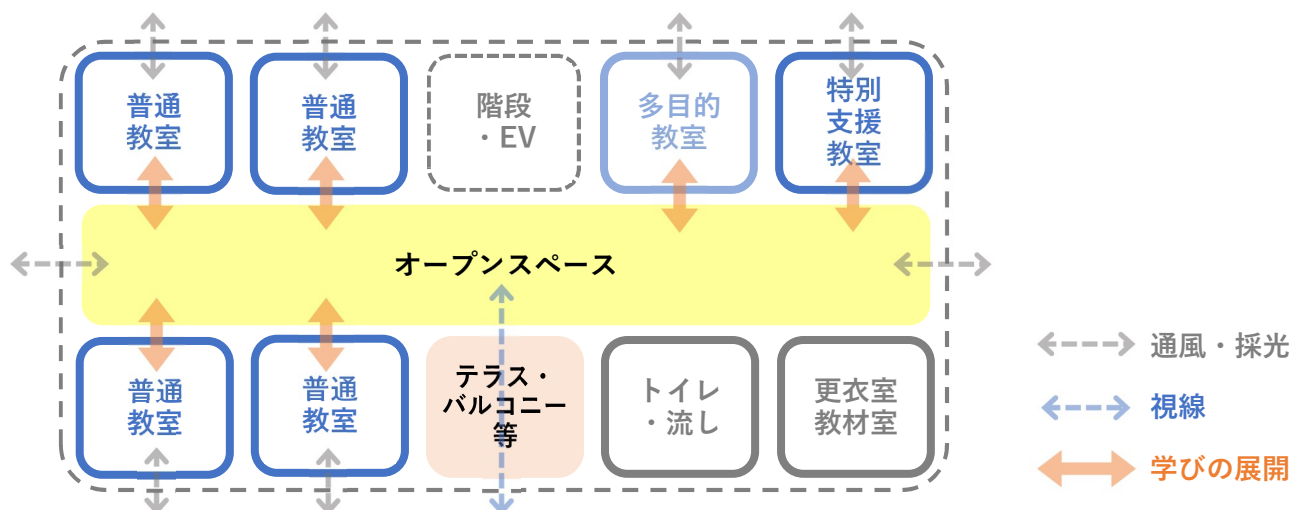 普通
教室
普通
教室
階段
・EV
多目的
教室
特別
支援
教室
オープンスペース
普通
教室
普通
教室
テラス・
バルコニー
等
トイレ
・流し
更衣室
教材室
通風・採光
視線
学びの展開